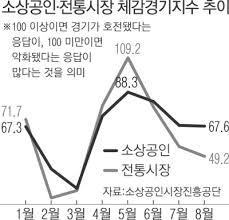 소상공인·전통시장 체감경기지수 추이
※100 이상이면 경기가 호전됐다는
응답이, 100 미만이면
악화됐다는 응답이
많다는 것을 의미
109.2
88.3
71.7
67.3
67.6
49.2
소상공인
전통시장
1월 2월 3월 4월 5월 6월 7월 8월
자료:소상공인시장진흥공단